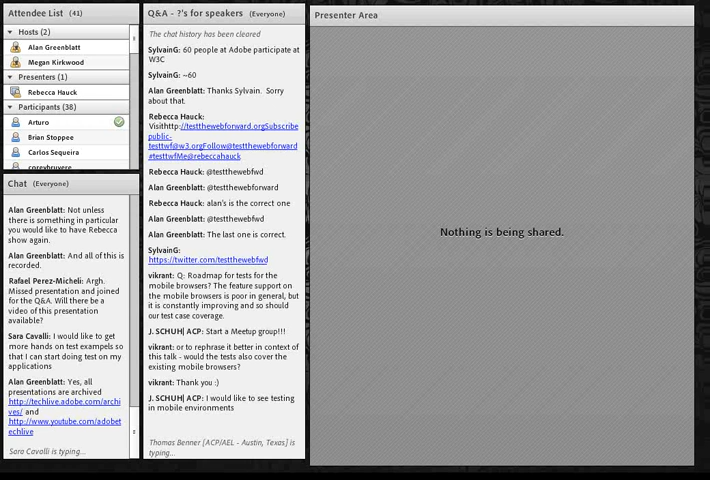 Attendee List (41)
Hosts (2)
Alan Greenblatt
Megan Kirkwood
Presenters (1)
Rebecca Hauck
Participants (38)
Arturo
Brian Stoppee
Carlos Sequeira
coreybruyere
Chat (Everyone)
Alan Greenblatt: Not unless
there is something in particular
you would like to have Rebecca
show again.
Alan Greenblatt: And all of this is
recorded.
Rafael Perez-Micheli: Argh.
Missed presentation and joined
for the Q&A. Will there be a
video of this presentation
available?
Sara Cavalli: I would like to get
more hands on test exampels so
that I can start doing test on my
applications
Alan Greenblatt: Yes, all
presentations are archived
http://techlive.adobe.com/archi
ves/ and
http://www.youtube.com/adobet
echlive
Sara Cavalli is typing...
Q&A - ?'s for speakers (Everyone)
The chat history has been cleared
SylvainG: 60 people at Adobe participate at
W3C
SylvainG: ~60
Alan Greenblatt: Thanks Sylvain. Sorry
about that.
Rebecca Hauck:
Visithttp://testthewebforward.orgSubscribe
public-
testtwf@w3.orgFollow@testthewebforward
#testtwfMe@rebeccahauck
Rebecca Hauck: @testthewebfwd
Alan Greenblatt: @testthewebforward
Rebecca Hauck: alan's is the correct one
Alan Greenblatt: @testthewebfwd
Alan Greenblatt: The last one is correct.
SylvainG:
https://twitter.com/testthewebfwd
vikrant: Q: Roadmap for tests for the
mobile browsers? The feature support on
the mobile browsers is poor in general, but
it is constantly improving and so should
our test case coverage.
J. SCHUH| ACP: Start a Meetup group!!!
vikrant: or to rephrase it better in context of
this talk - would the tests also cover the
existing mobile browsers?
vikrant: Thank you :)
J. SCHUH| ACP: I would like to see testing
in mobile environments
Thomas Benner [ACP/AEL - Austin, Texas] is
typing...
Presenter Area
Nothing is being shared.